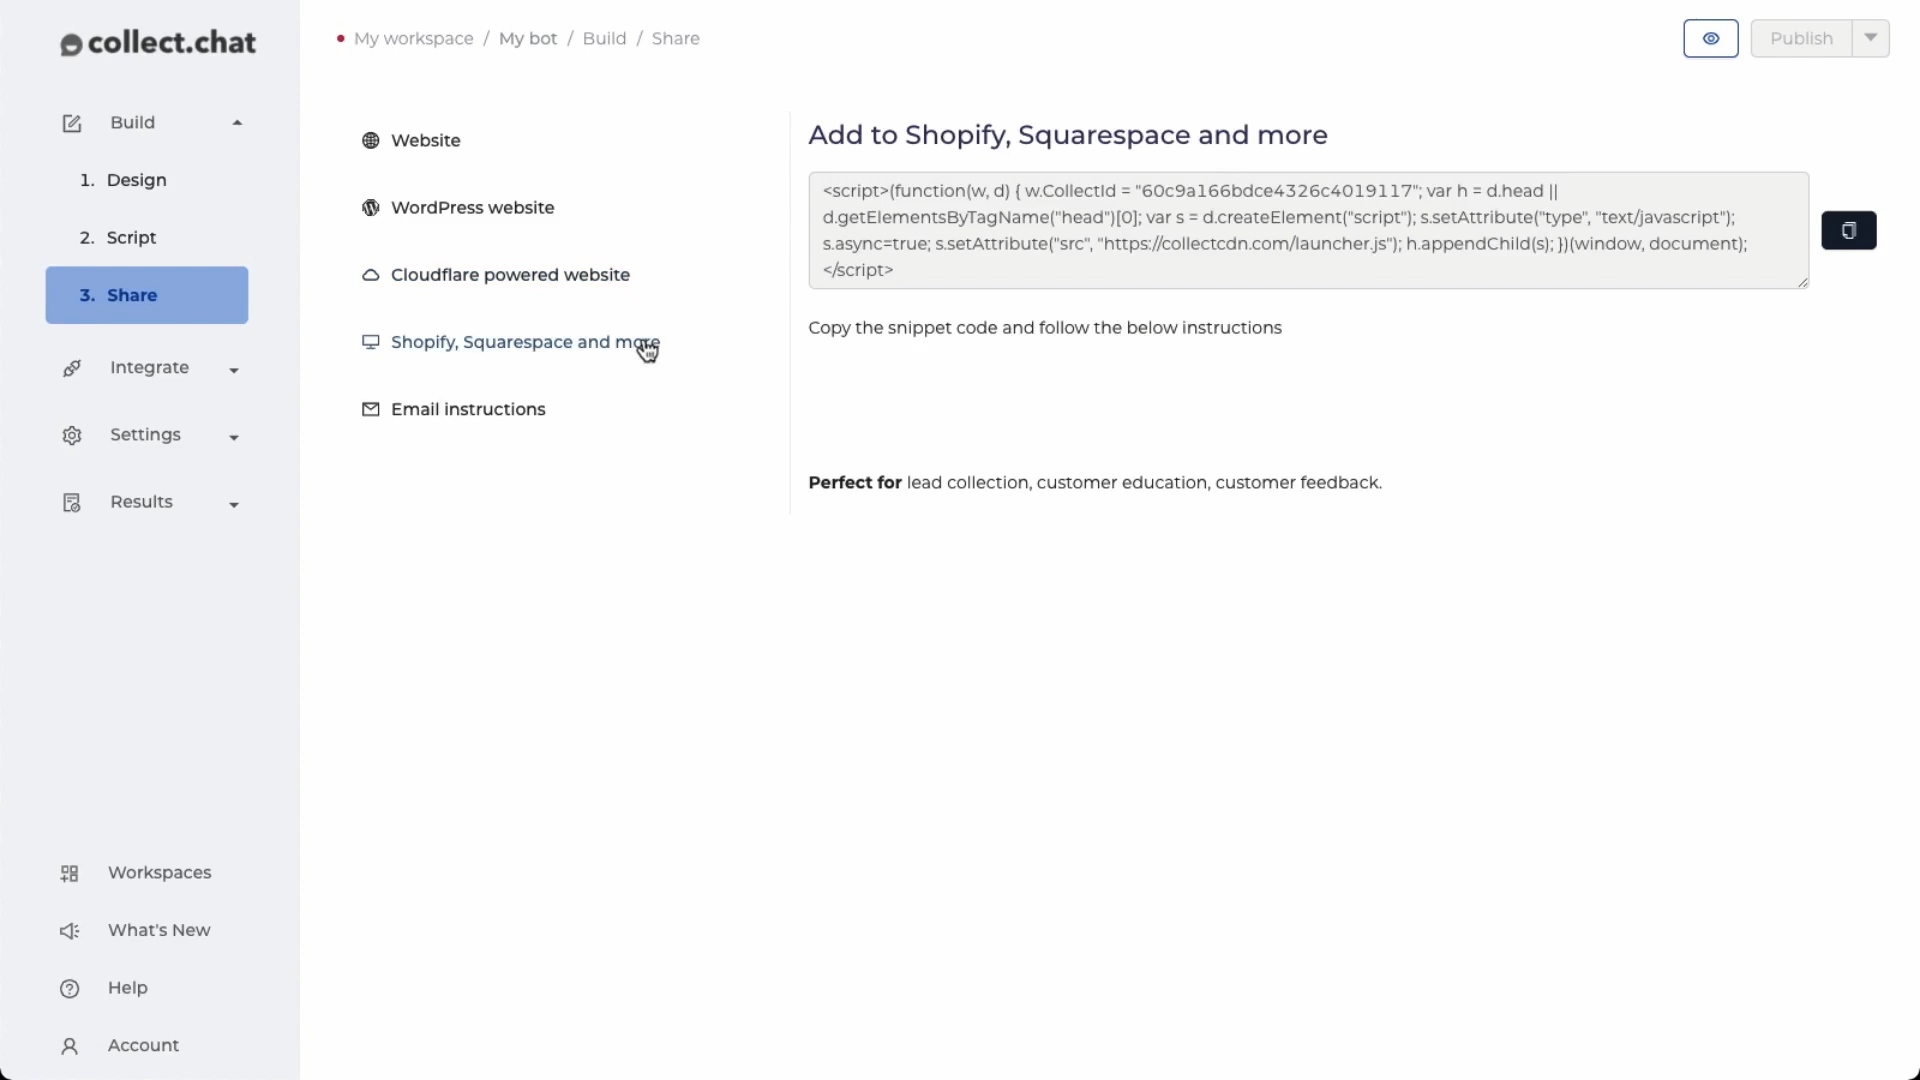 collect.chat
My workspace / My bot / Build / Share
Publish
Build
1. Design
2. Script
3. Share
Integrate
Settings
Results
Workspaces
What's New
Help
Account
Website
WordPress website
Cloudflare powered website
Shopify, Squarespace and more
Email instructions
Add to Shopify, Squarespace and more
<script>(function(w, d) { w.CollectId = "60c9a166bdce4326c4019117"; var h = d.head ||
d.getElementsByTagName("head")[0]; var s = d.createElement("script"); s.setAttribute("type", "text/javascript");
s.async=true; s.setAttribute("src", "https://collectcdn.com/launcher.js"); h.appendChild(s); })(window, document);
</script>
Copy the snippet code and follow the below instructions
Perfect for lead collection, customer education, customer feedback.